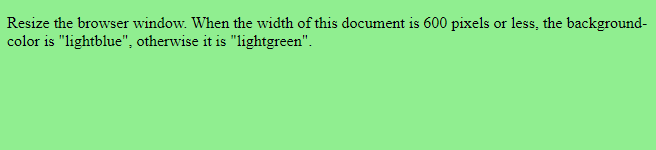 Resize the browser window. When the width of this document is 600 pixels or less, the background-
color is "lightblue", otherwise it is "lightgreen".